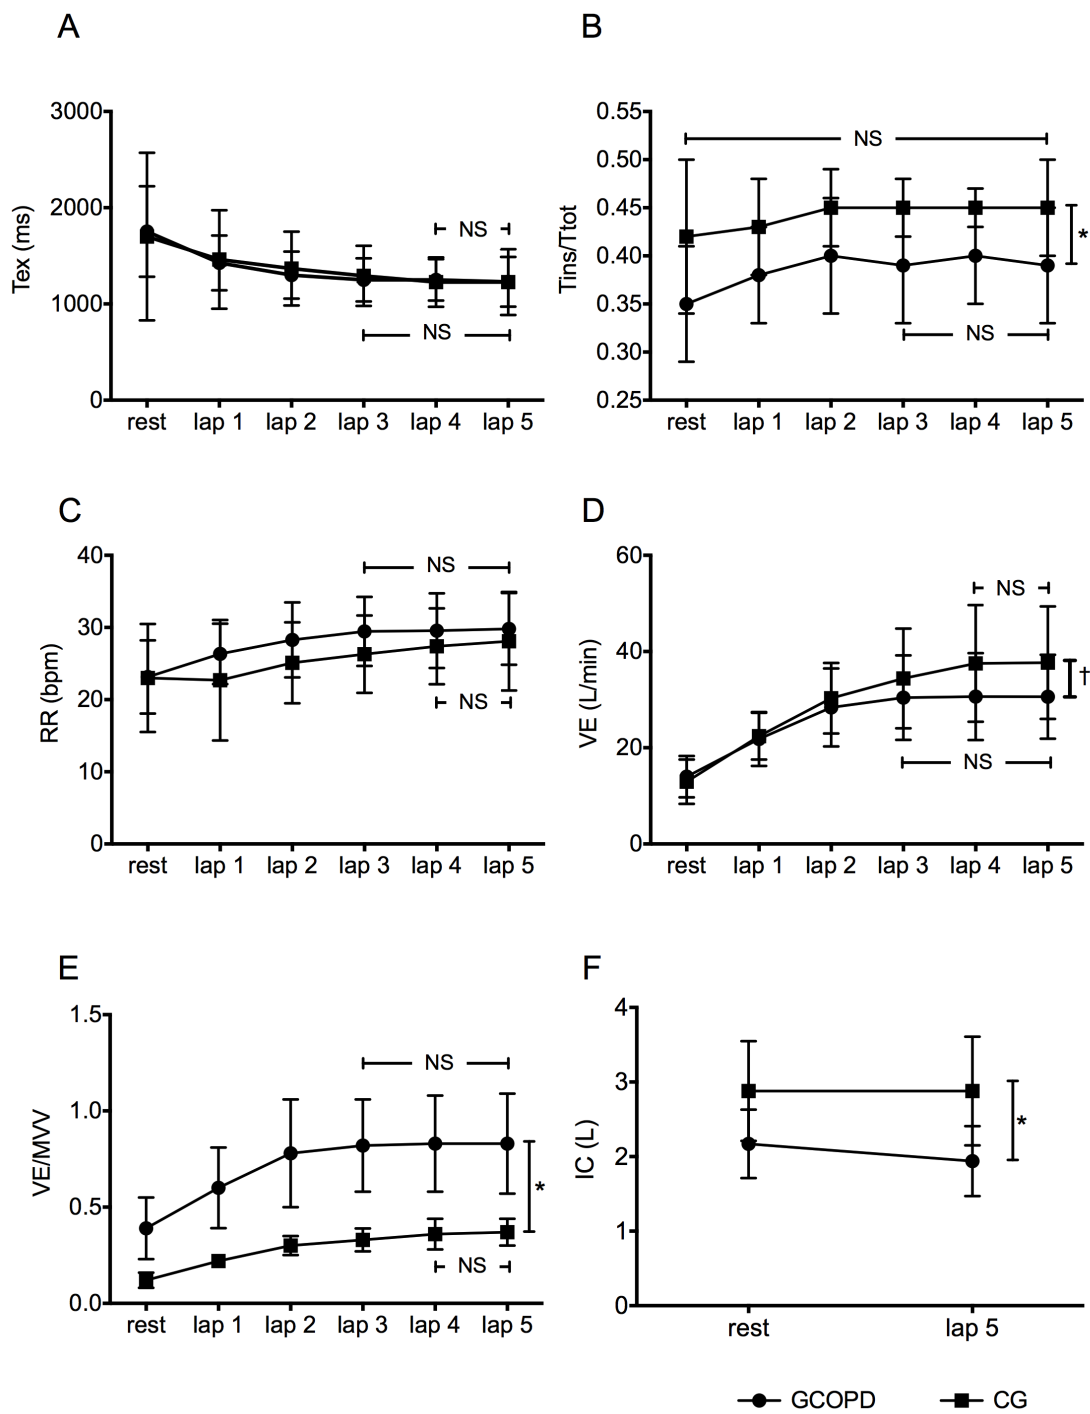 A
Tex (ms)
3000
2000
1000
0
NS
NS
rest lap 1 lap 2 lap 3 lap 4 lap 5
B
Tins/Ttot
0.55
0.50
0.45
0.40
0.35
0.30
0.25
NS
*
NS
rest lap 1 lap 2 lap 3 lap 4 lap 5
C
RR (bpm)
40
30
20
10
0
NS
NS
rest lap 1 lap 2 lap 3 lap 4 lap 5
D
VE (L/min)
60
40
20
0
NS
†
NS
rest lap 1 lap 2 lap 3 lap 4 lap 5
E
VE/MVV
1.5
1.0
0.5
0.0
NS
*
NS
rest lap 1 lap 2 lap 3 lap 4 lap 5
F
IC (L)
4
3
2
1
0
*
rest lap 5
GCOPD CG